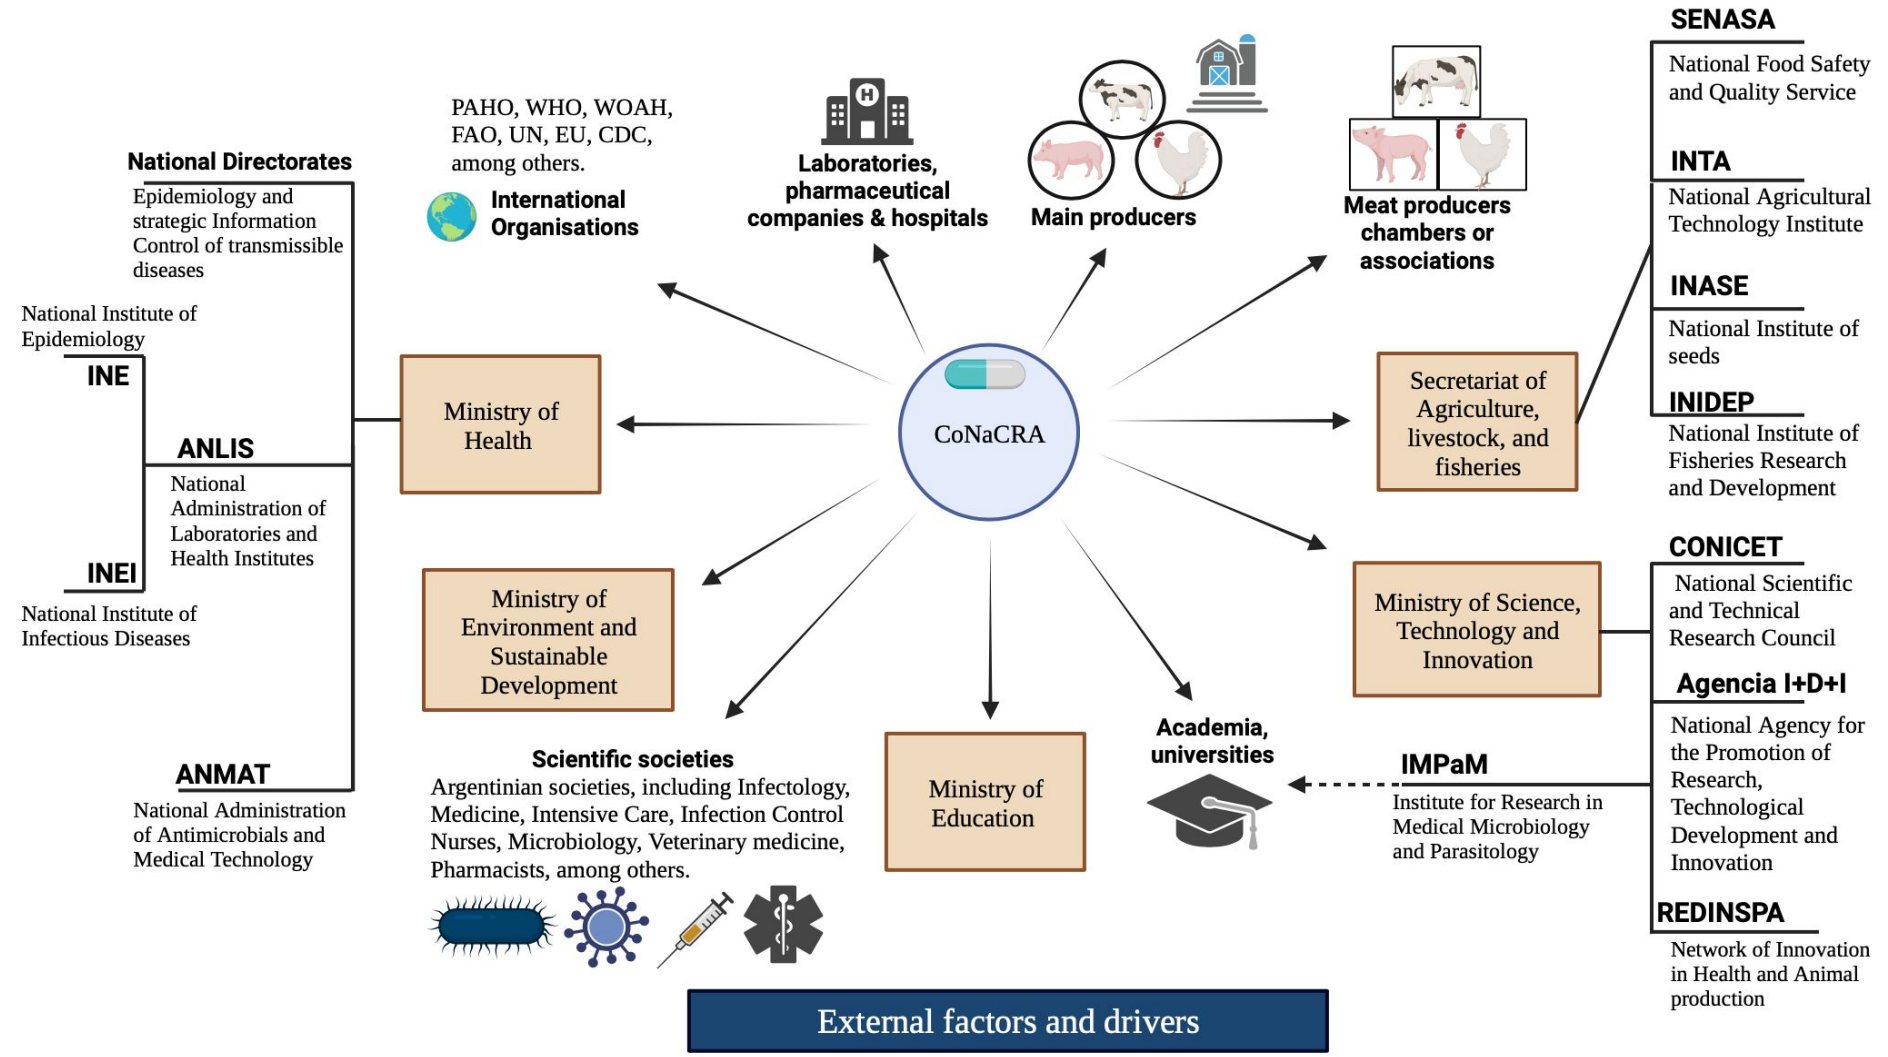 National Directorates
Epidemiology and
strategic Information
Control of transmissible
diseases
National Institute of
Epidemiology
INE
ANLIS
National
Administration of
Laboratories and
Health Institutes
INEI
National Institute of
Infectious Diseases
ANMAT
National Administration
of Antimicrobials and
Medical Technology
Ministry of
Health
PAHO, WHO, WOAH,
FAO, UN, EU, CDC,
among others.
International
Organisations
H
Laboratories,
pharmaceutical
companies & hospitals
Main producers
Meat producers
chambers or
associations
CoNaCRA
Secretariat of
Agriculture,
livestock, and
fisheries
SENASA
National Food Safety
and Quality Service
INTA
National Agricultural
Technology Institute
INASE
National Institute of
seeds
INIDEP
National Institute of
Fisheries Research
and Development
Ministry of Science,
Technology and
Innovation
CONICET
National Scientific
and Technical
Research Council
Agencia I+D+I
National Agency for
the Promotion of
Research,
Technological
Development and
Innovation
IMPaM
Institute for Research in
Medical Microbiology
and Parasitology
REDINSPA
Network of Innovation
in Health and Animal
production
Academia,
universities
Ministry of
Education
Ministry of
Environment and
Sustainable
Development
Scientific societies
Argentinian societies, including Infectology,
Medicine, Intensive Care, Infection Control
Nurses, Microbiology, Veterinary medicine,
Pharmacists, among others.
External factors and drivers